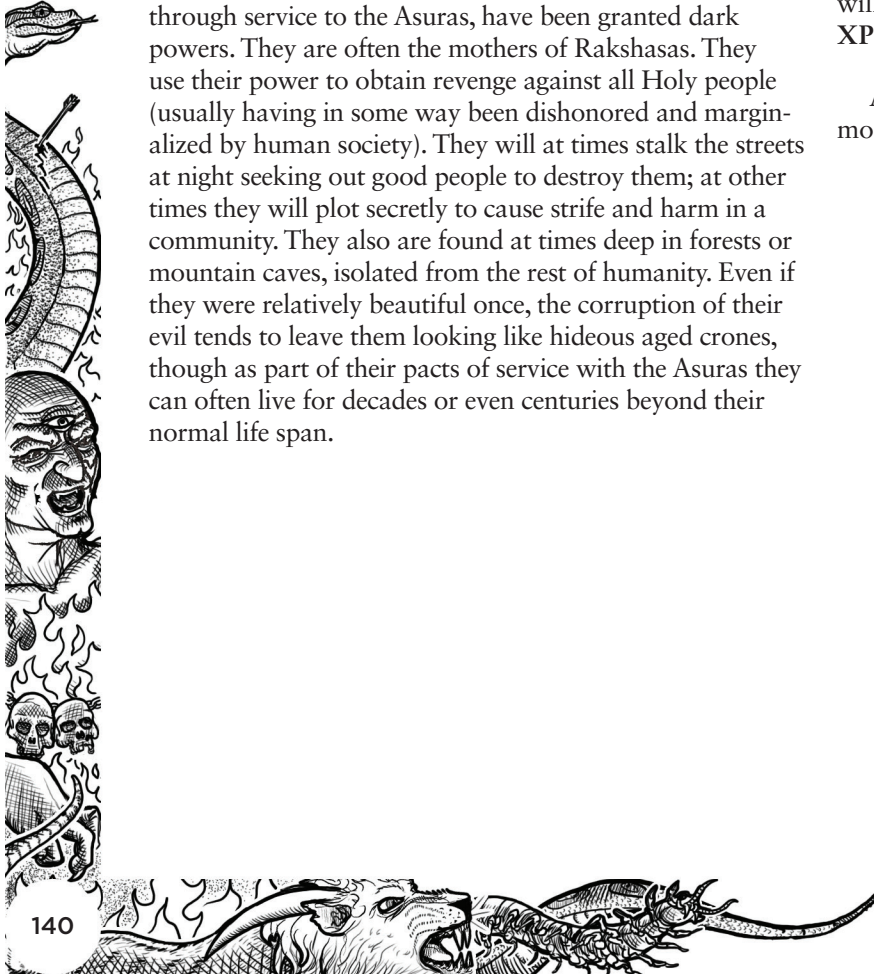 through service to the Asuras, have been granted dark
powers. They are often the mothers of Rakshasas. They
use their power to obtain revenge against all Holy people
(usually having in some way been dishonored and margin-
alized by human society). They will at times stalk the streets
at night seeking out good people to destroy them; at other
times they will plot secretly to cause strife and harm in a
community. They also are found at times deep in forests or
mountain caves, isolated from the rest of humanity. Even if
they were relatively beautiful once, the corruption of their
evil tends to leave them looking like hideous aged crones,
though as part of their pacts of service with the Asuras they
can often live for decades or even centuries beyond their
normal life span.
XP
140